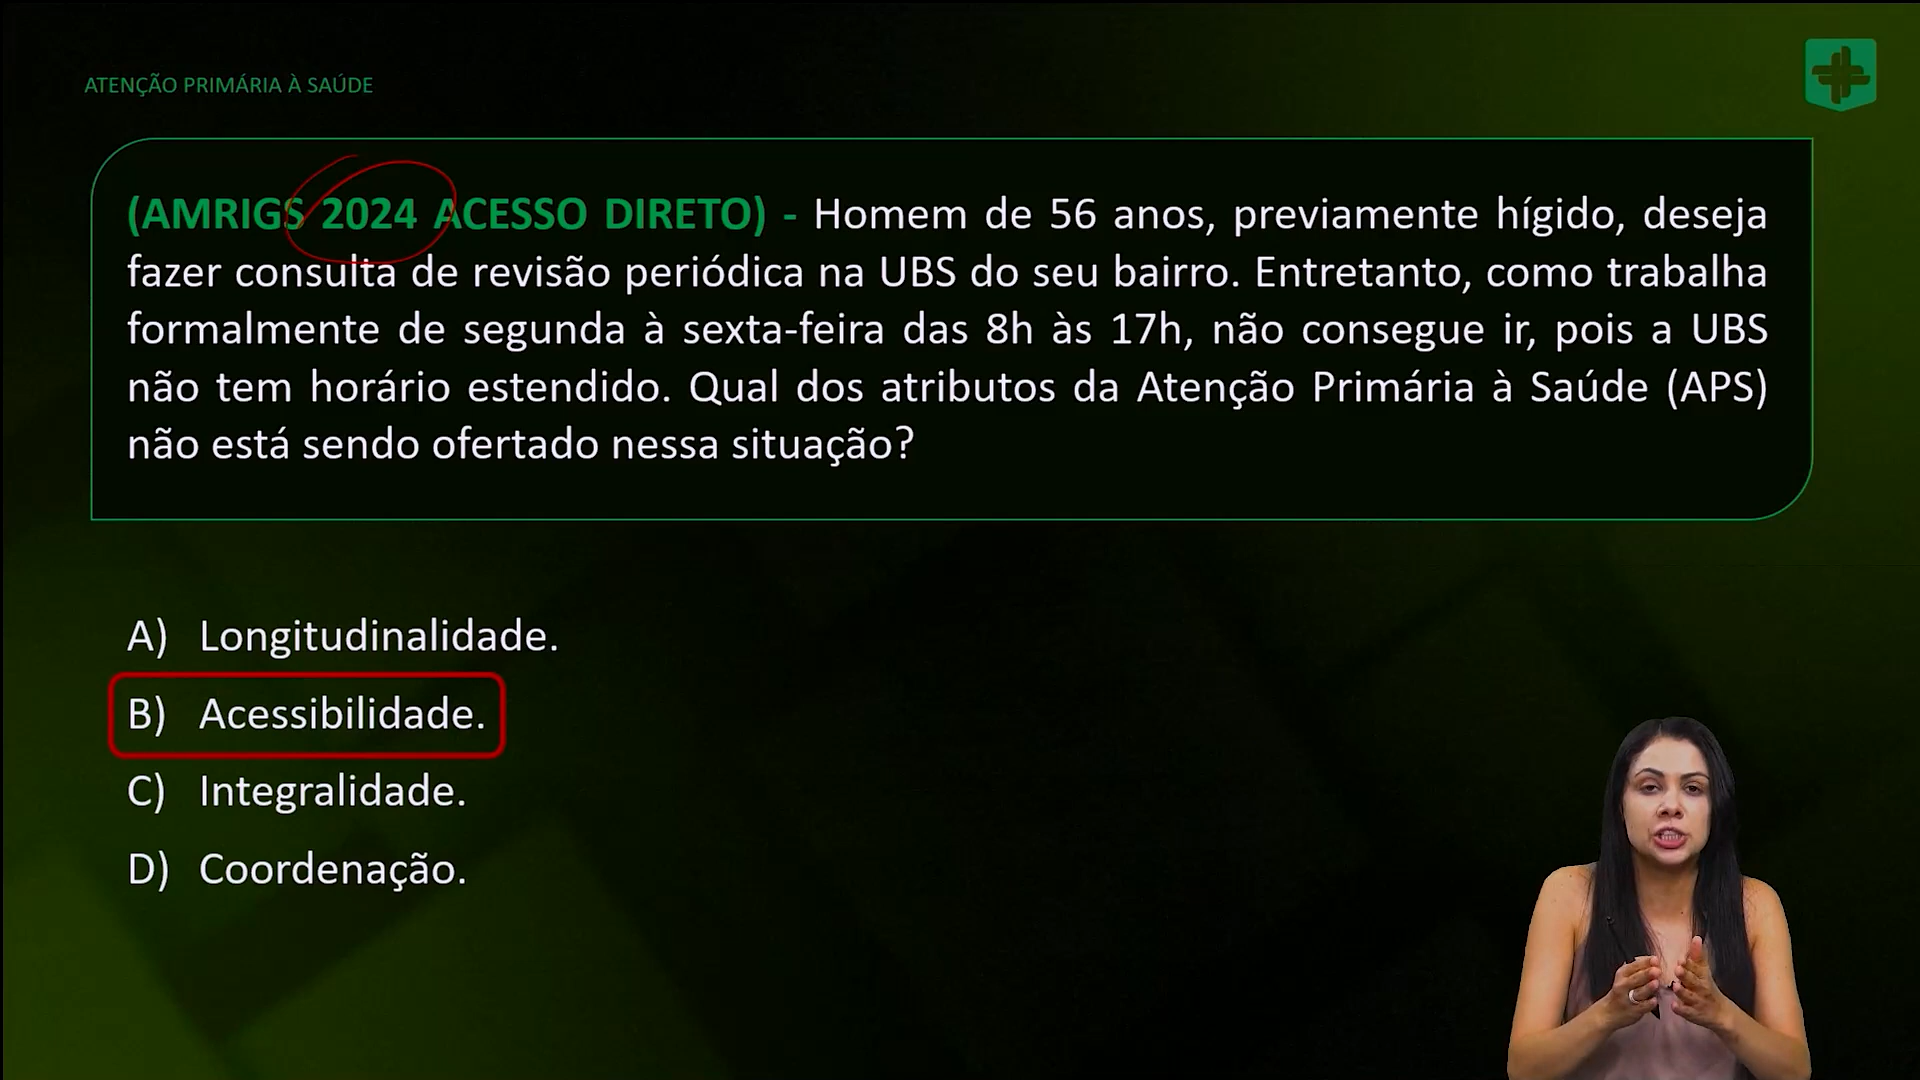 ATENÇÃO PRIMÁRIA À SAÚDE
(AMRIGS 2024 ACESSO DIRETO) - Homem de 56 anos, previamente hígido, deseja
fazer consulta de revisão periódica na UBS do seu bairro. Entretanto, como trabalha
formalmente de segunda à sexta-feira das 8h às 17h, não consegue ir, pois a UBS
não tem horário estendido. Qual dos atributos da Atenção Primária à Saúde (APS)
não está sendo ofertado nessa situação?
A) Longitudinalidade.
B) Acessibilidade.
C) Integralidade.
D) Coordenação.